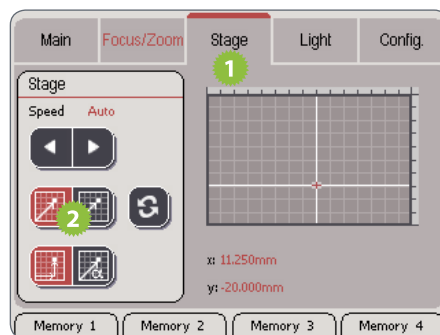 Main Focus/Zoom Stage Light Config.
1
Stage
Speed Auto
2
α
x: 11.250mm
y: -20.000mm
Memory 1 Memory 2 Memory 3 Memory 4